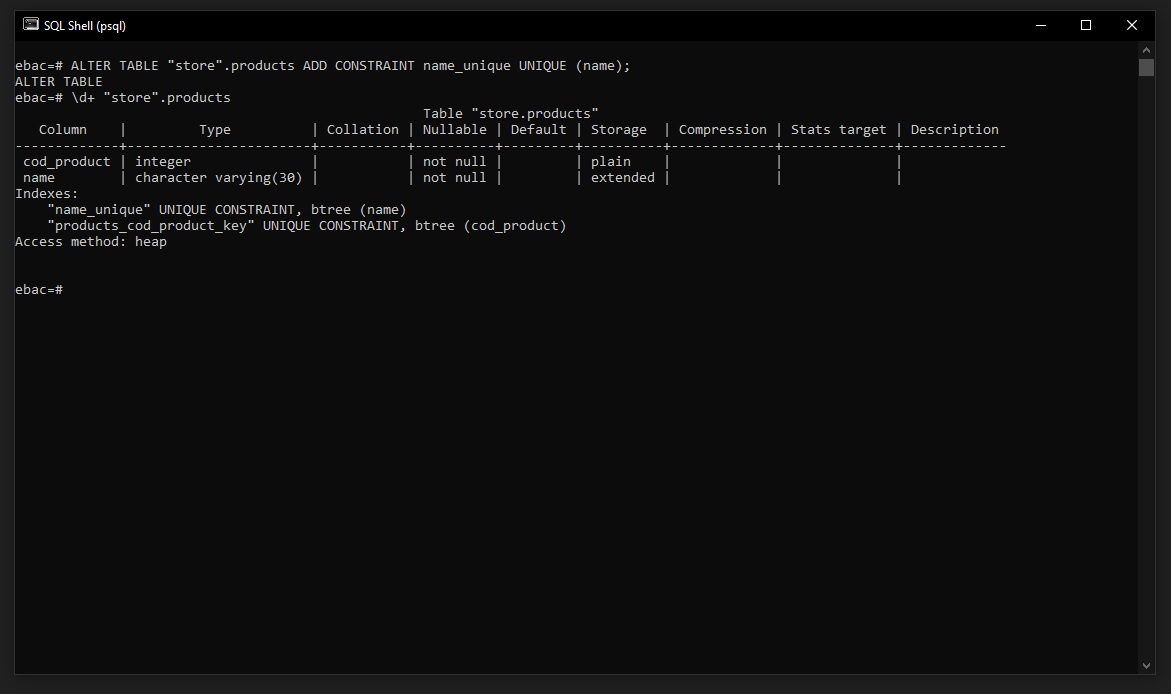 SQL Shell (psql)
ebac=# ALTER TABLE "store".products ADD CONSTRAINT name_unique UNIQUE (name);
ALTER TABLE
ebac=# \d+ "store".products
                                                   Table "store.products"
   Column    |         Type          | Collation | Nullable | Default | Storage  | Compression | Stats target | Description
-------------+-----------------------+-----------+----------+---------+----------+-------------+--------------+-------------
 cod_product | integer               |           | not null |         | plain    |             |              |
 name        | character varying(30) |           | not null |         | extended |             |              |
Indexes:
    "name_unique" UNIQUE CONSTRAINT, btree (name)
    "products_cod_product_key" UNIQUE CONSTRAINT, btree (cod_product)
Access method: heap
ebac=#